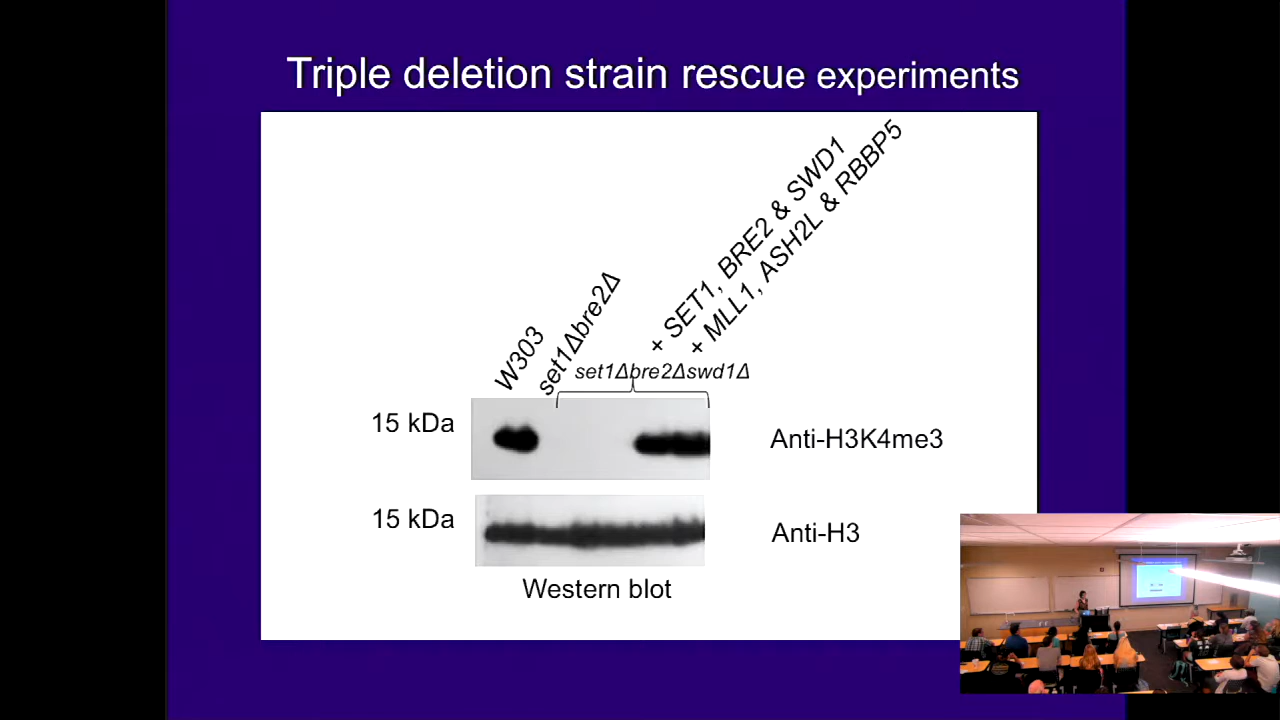 Triple deletion strain rescue experiments
W303
set1Δbre2Δ
+ SET1, BRE2 & SWD1
+ MLL1, ASH2L & RBBP5
set1Δbre2Δswd1Δ
15 kDa
Anti-H3K4me3
15 kDa
Anti-H3
Western blot